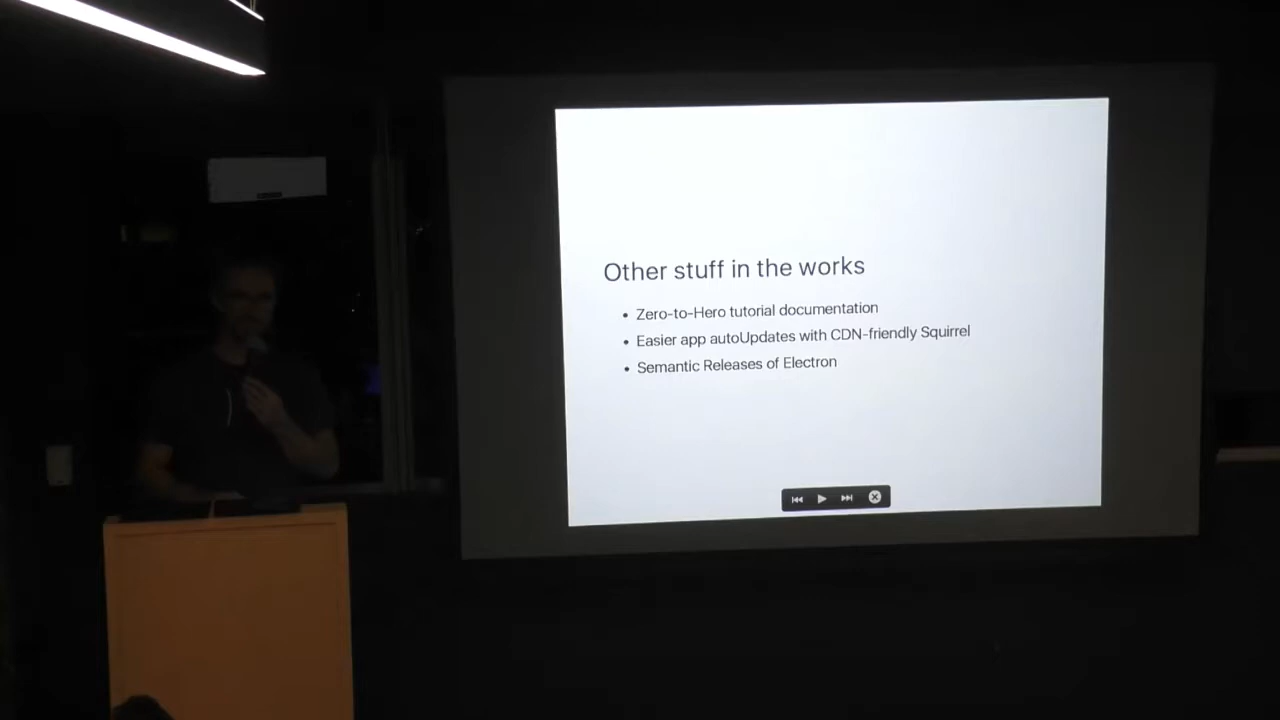 Other stuff in the works
• Zero-to-Hero tutorial documentation
• Easier app autoUpdates with CDN-friendly Squirrel
• Semantic Releases of Electron